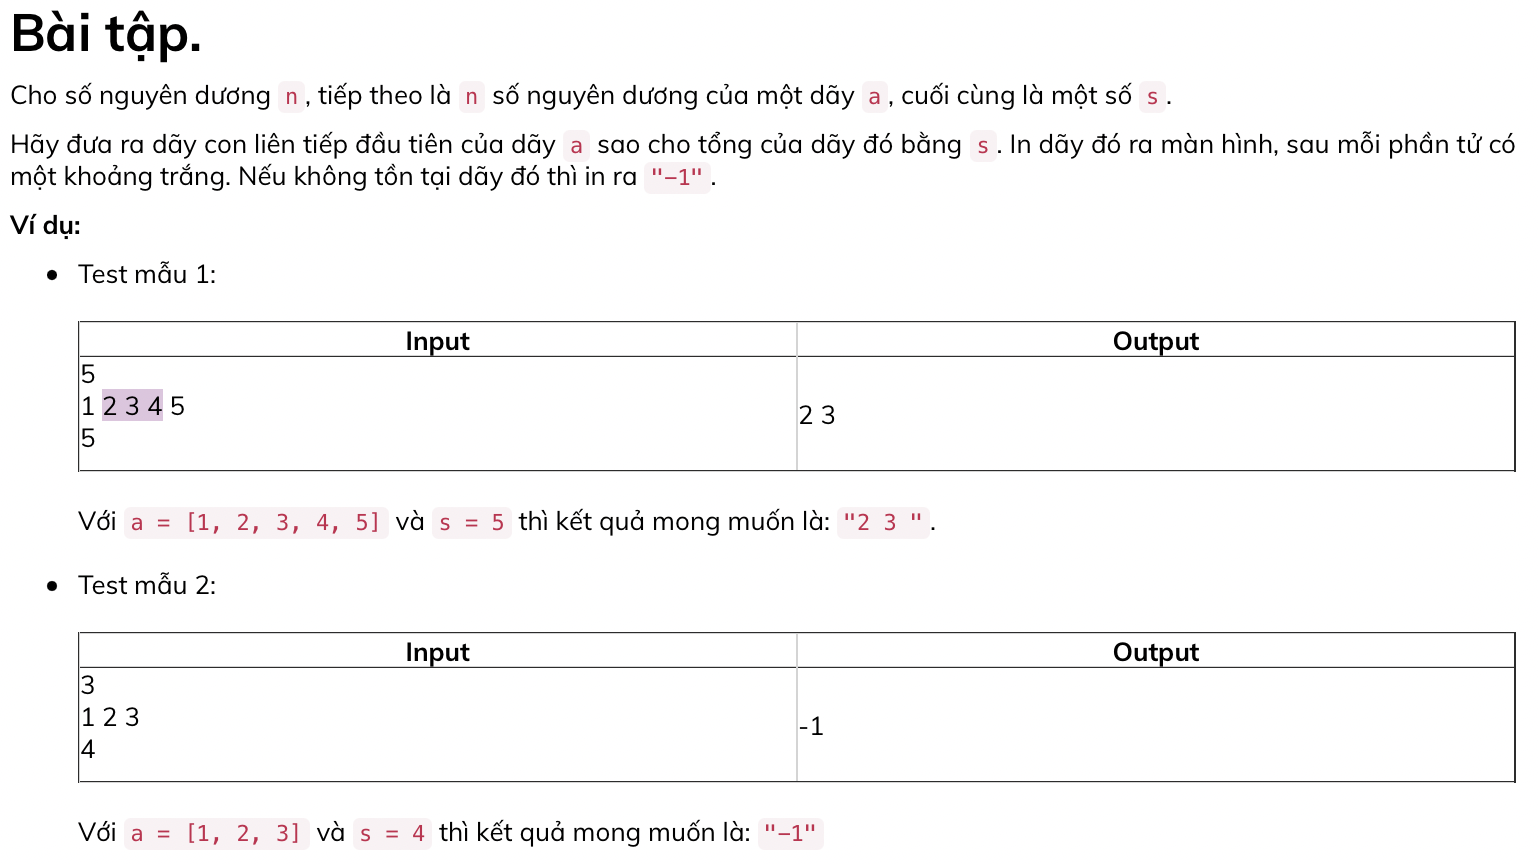 Bài tập.
Cho số nguyên dương n, tiếp theo là n số nguyên dương của một dãy a, cuối cùng là một số s.
Hãy đưa ra dãy con liên tiếp đầu tiên của dãy a sao cho tổng của dãy đó bằng s. In dãy đó ra màn hình, sau mỗi phần tử có
một khoảng trắng. Nếu không tồn tại dãy đó thì in ra "-1".
Ví dụ:
Test mẫu 1:
Input Output
5
1 2 3 4 5
2 3
5
Với a = [1, 2, 3, 4, 5] và s = 5 thì kết quả mong muốn là: "2 3 ".
Test mẫu 2:
Input Output
3
1 2 3
-1
4
Với a = [1, 2, 3] và s = 4 thì kết quả mong muốn là: "-1"